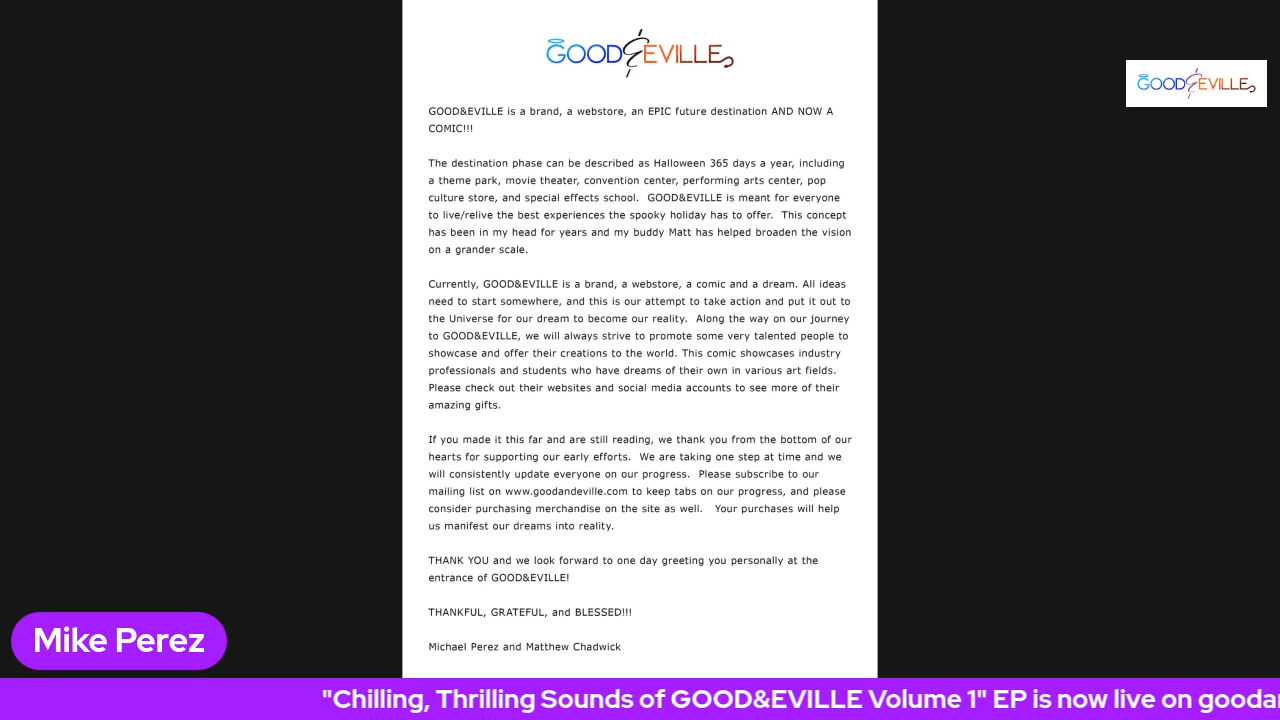 GOOD&EVILLE
GOOD&EVILLE
GOOD&EVILLE is a brand, a webstore, an EPIC future destination AND NOW A
COMIC!!!
The destination phase can be described as Halloween 365 days a year, including
a theme park, movie theater, convention center, performing arts center, pop
culture store, and special effects school.  GOOD&EVILLE is meant for everyone
to live/relive the best experiences the spooky holiday has to offer.  This concept
has been in my head for years and my buddy Matt has helped broaden the vision
on a grander scale.
Currently, GOOD&EVILLE is a brand, a webstore, a comic and a dream. All ideas
need to start somewhere, and this is our attempt to take action and put it out to
the Universe for our dream to become our reality.  Along the way on our journey
to GOOD&EVILLE, we will always strive to promote some very talented people to
showcase and offer their creations to the world. This comic showcases industry
professionals and students who have dreams of their own in various art fields.
Please check out their websites and social media accounts to see more of their
amazing gifts.
If you made it this far and are still reading, we thank you from the bottom of our
hearts for supporting our early efforts.  We are taking one step at time and we
will consistently update everyone on our progress.  Please subscribe to our
mailing list on www.goodandeville.com to keep tabs on our progress, and please
consider purchasing merchandise on the site as well.   Your purchases will help
us manifest our dreams into reality.
THANK YOU and we look forward to one day greeting you personally at the
entrance of GOOD&EVILLE!
THANKFUL, GRATEFUL, and BLESSED!!!
Michael Perez and Matthew Chadwick
Mike Perez
"Chilling, Thrilling Sounds of GOOD&EVILLE Volume 1" EP is now live on gooda